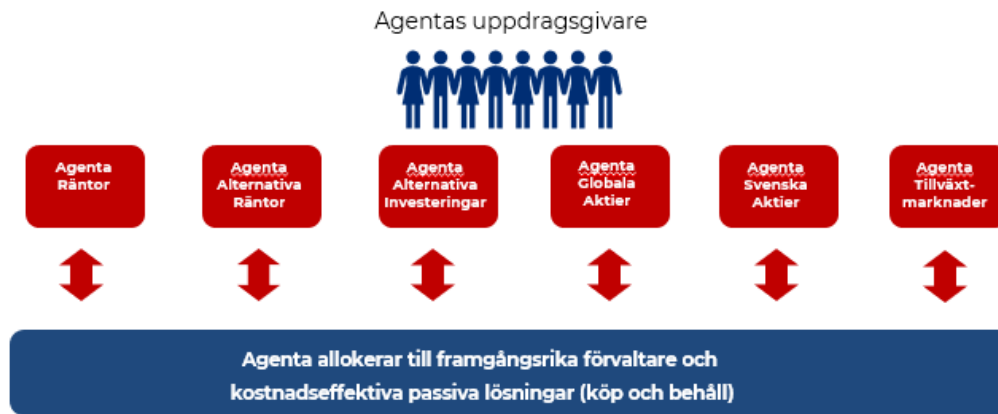 Agentas uppdragsgivare
Agenta
Räntor
Agenta
Alternativa
Räntor
Agenta
Alternativa
Investeringar
Agenta
Globala
Aktier
Agenta
Svenska
Aktier
Agenta
Tillväxt-
marknader
Agenta allokerar till framgångsrika förvaltare och
kostnadseffektiva passiva lösningar (köp och behåll)